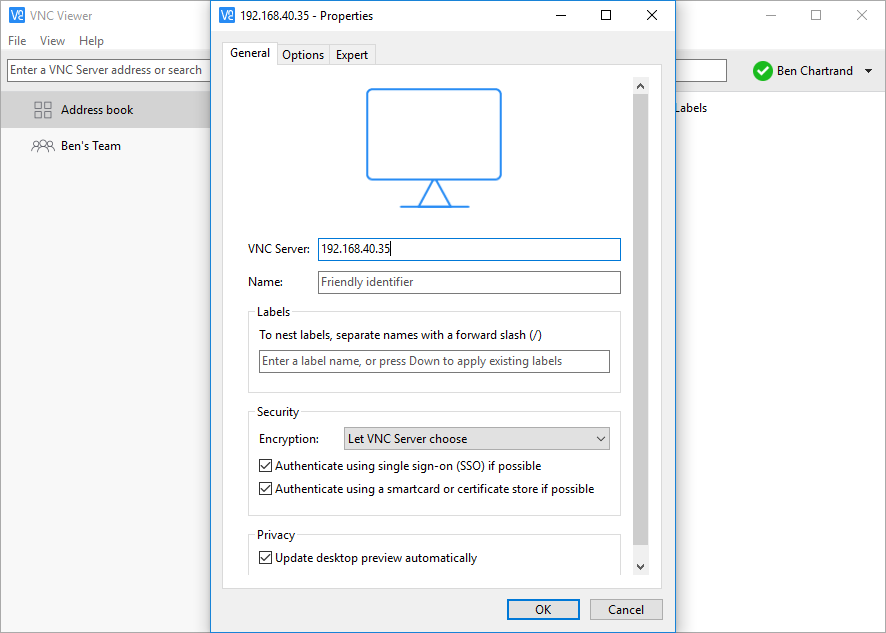 VNC Viewer
File View Help
Enter a VNC Server address or search
Ben Chartrand
Address book
Ben's Team
Labels
192.168.40.35 - Properties
General Options Expert
VNC Server: 192.168.40.35
Name: Friendly identifier
Labels
To nest labels, separate names with a forward slash (/)
Enter a label name, or press Down to apply existing labels
Security
Encryption: Let VNC Server choose
Authenticate using single sign-on (SSO) if possible
Authenticate using a smartcard or certificate store if possible
Privacy
Update desktop preview automatically
OK Cancel